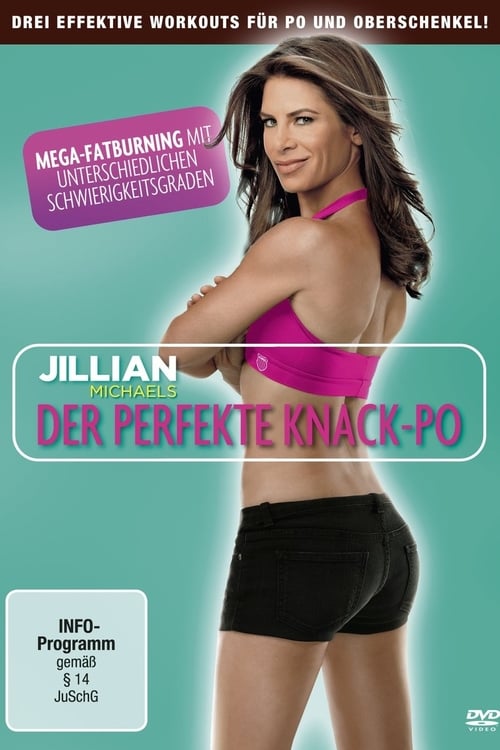 DREI EFFEKTIVE WORKOUTS FÜR PO UND OBERSCHENKEL!
MEGA-FATBURNING MIT
UNTERSCHIEDLICHEN
SCHWIERIGKEITSGRADEN
JILLIAN
MICHAELS
DER PERFEKTE KNACK-PO
INFO-
Programm
gemäß
§ 14
JuSchG
DVD
VIDEO